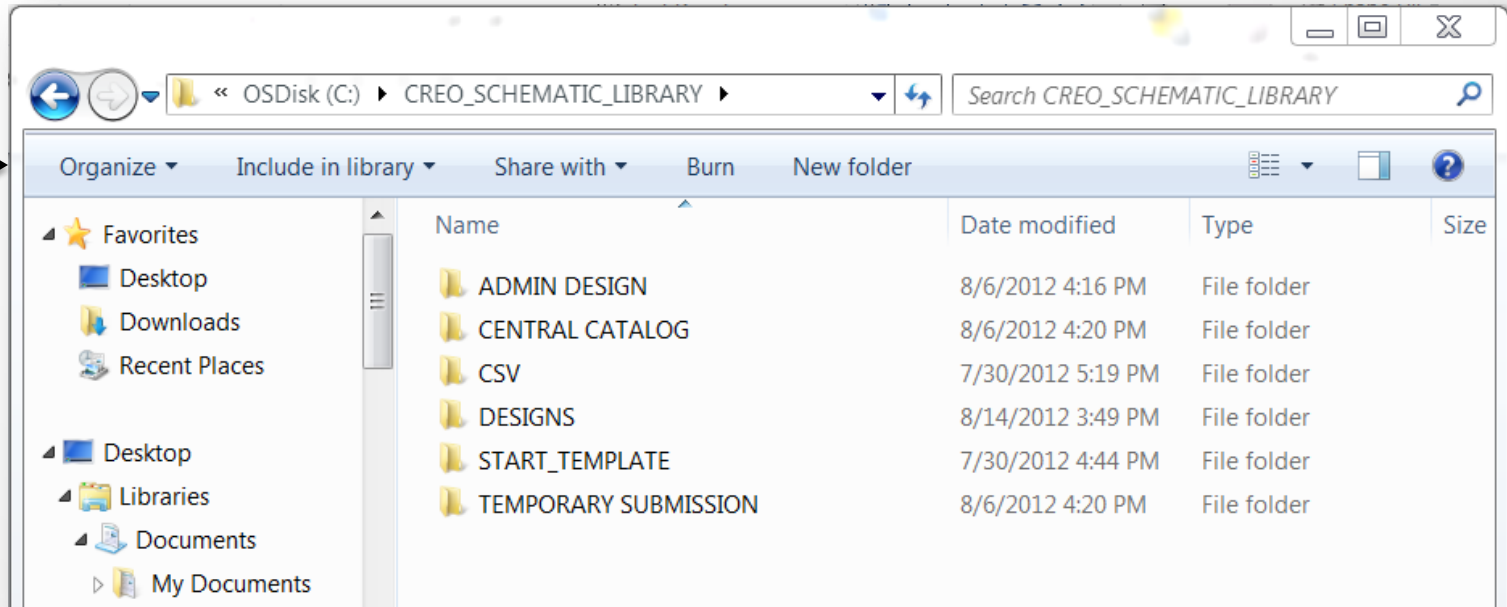 « OSDisk (C:) CREO_SCHEMATIC_LIBRARY Search CREO_SCHEMATIC_LIBRARY
Organize Include in library Share with Burn New folder
Name Date modified Type Size
Favorites
Desktop
Downloads
Recent Places
Desktop
Libraries
Documents
My Documents
ADMIN DESIGN 8/6/2012 4:16 PM File folder
CENTRAL CATALOG 8/6/2012 4:20 PM File folder
CSV 7/30/2012 5:19 PM File folder
DESIGNS 8/14/2012 3:49 PM File folder
START_TEMPLATE 7/30/2012 4:44 PM File folder
TEMPORARY SUBMISSION 8/6/2012 4:20 PM File folder